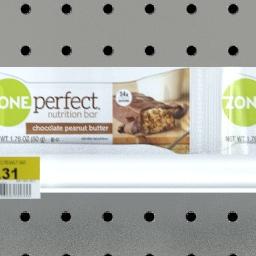 ZONE perfect.
nutrition bar
chocolate peanut butter
14g
NET WT. 1.76 OZ (50 g)
ZONE
NET WT
.31